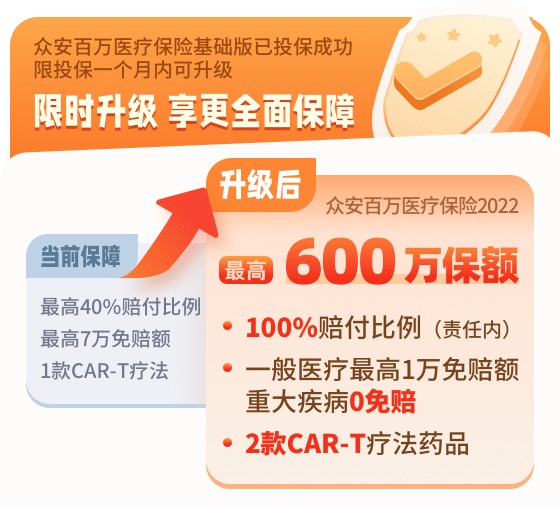 众安百万医疗保险基础版已投保成功
限投保一个月内可升级
限时升级 享更全面保障
升级后
众安百万医疗保险2022
最高 600万保额
100%赔付比例（责任内）
一般医疗最高1万免赔额
重大疾病0免赔
2款CAR-T疗法药品
当前保障
最高40%赔付比例
最高7万免赔额
1款CAR-T疗法